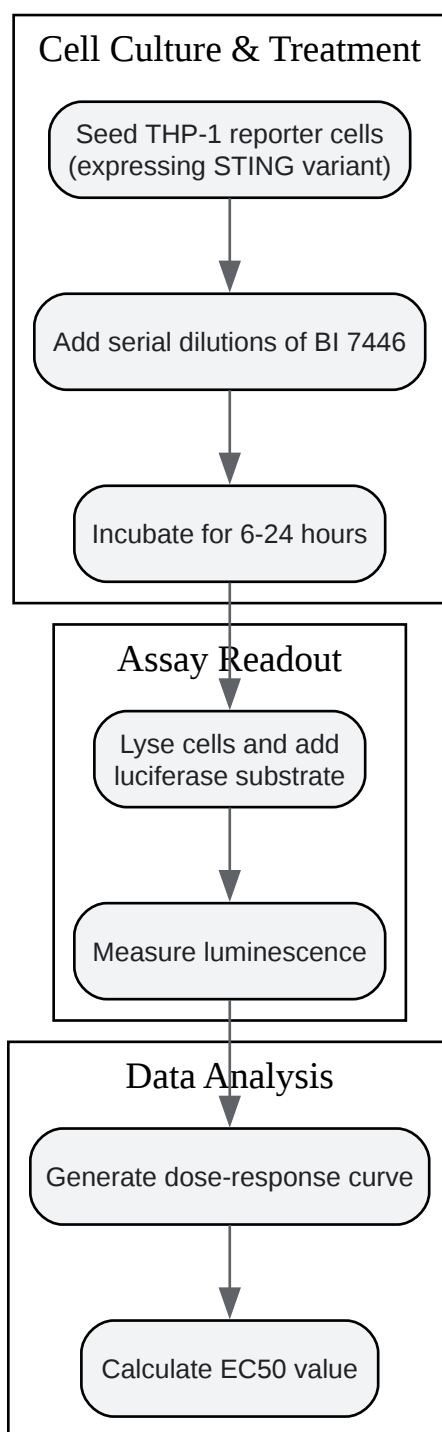 Cell Culture & Treatment
Seed THP-1 reporter cells
(expressing STING variant)
Add serial dilutions of BI 7446
Incubate for 6-24 hours
Assay Readout
Lyse cells and add
luciferase substrate
Measure luminescence
Data Analysis
Generate dose-response curve
Calculate EC50 value